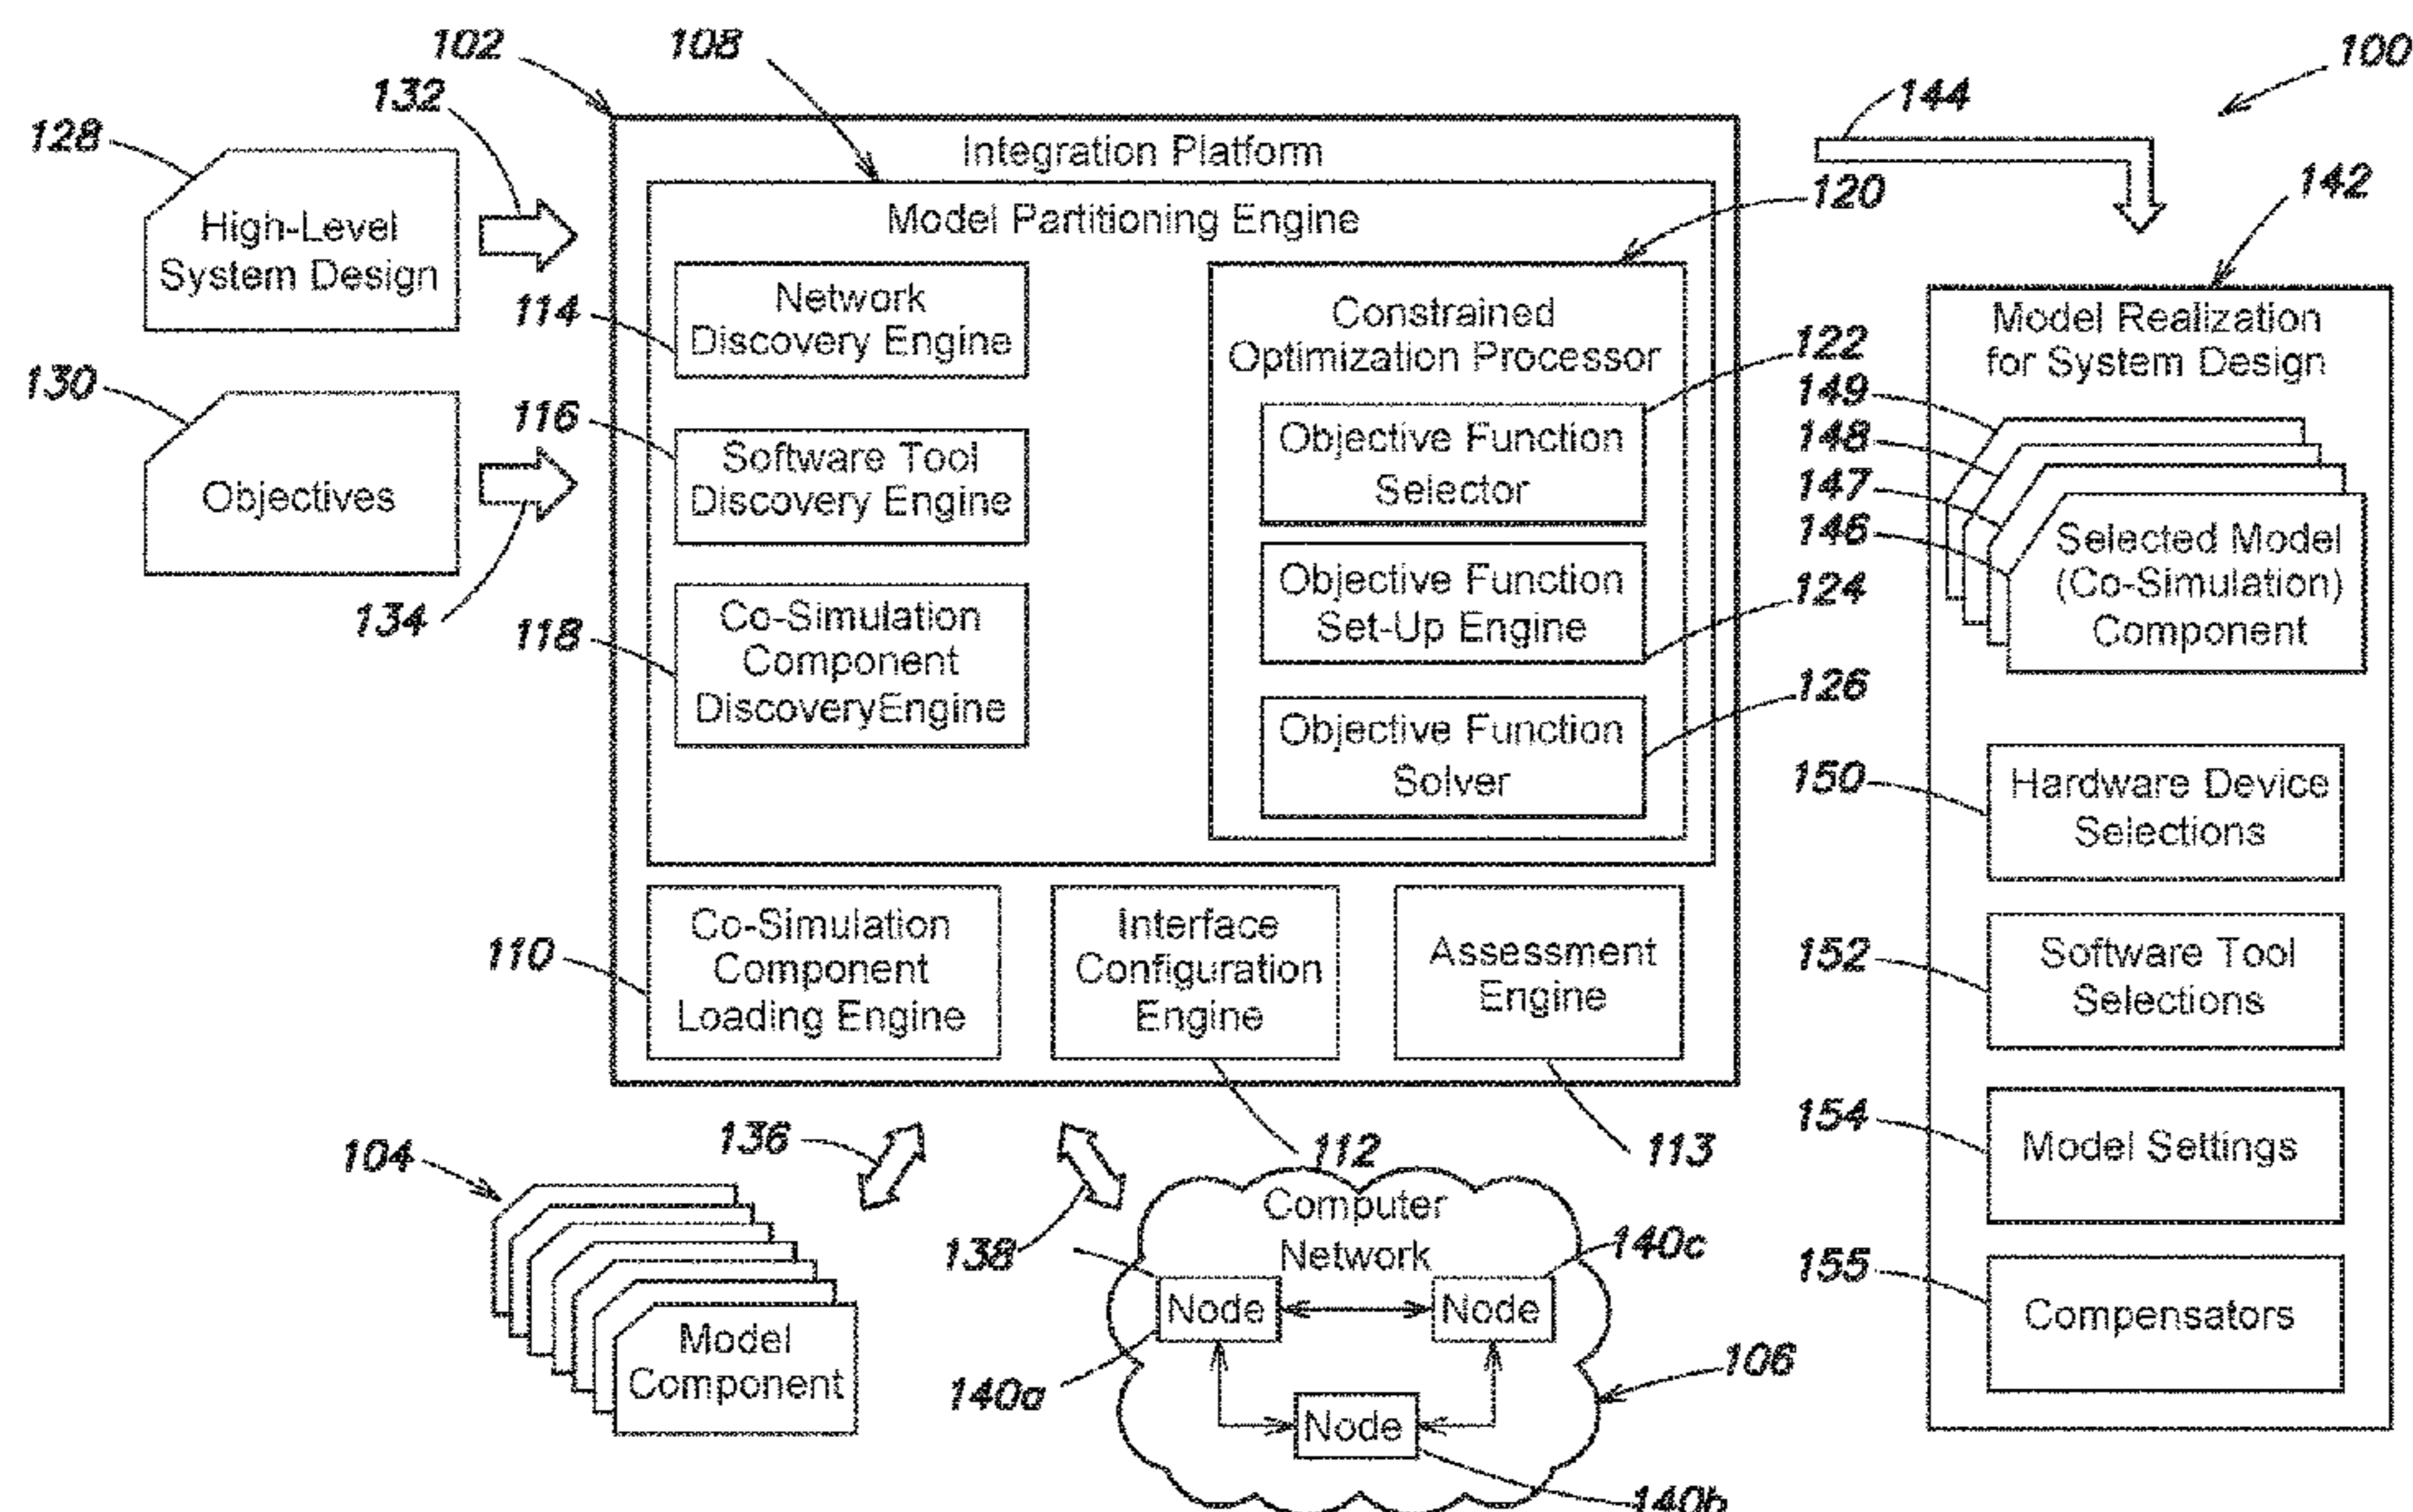 102
108
100
132
144
128
Integration Platform
142
120
Model Partitioning Engine
High-Level
System Design
114
Network
Discovery Engine
Constrained
Optimization Processor
Model Realization
for System Design
122
130
149
116
Objective Function
Selector
148
Software Tool
Discovery Engine
147
Objectives
146
Selected Model
(Co-Simulation)
Component
134
118
Co-Simulation
Component
DiscoveryEngine
Objective Function
Set-Up Engine
124
126
Objective Function
Solver
150
Hardware Device
Selections
110
Co-Simulation
Component
Loading Engine
Interface
Configuration
Engine
Assessment
Engine
152
Software Tool
Selections
104
136
112
113
154
Model Settings
138
Computer
Network
140c
155
Node
Node
Compensators
Model
Component
140a
106
Node
140b